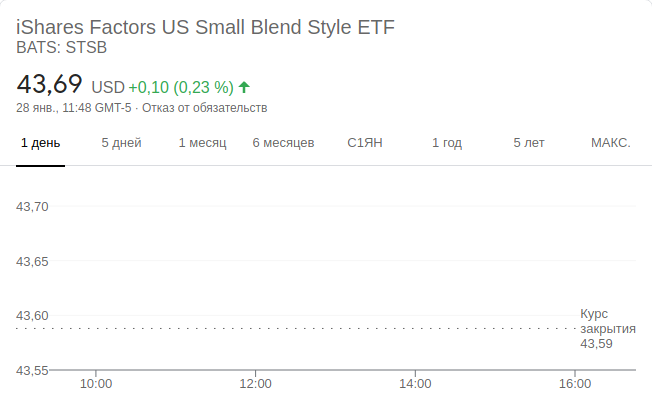 iShares Factors US Small Blend Style ETF
BATS: STSB
43,69 USD +0,10 (0,23 %)
28 янв., 11:48 GMT-5 · Отказ от обязательств
1 день 5 дней 1 месяц 6 месяцев С1ЯН 1 год 5 лет МАКС.
43,70
43,65
43,60
Курс
закрытия
43,59
43,55
10:00 12:00 14:00 16:00